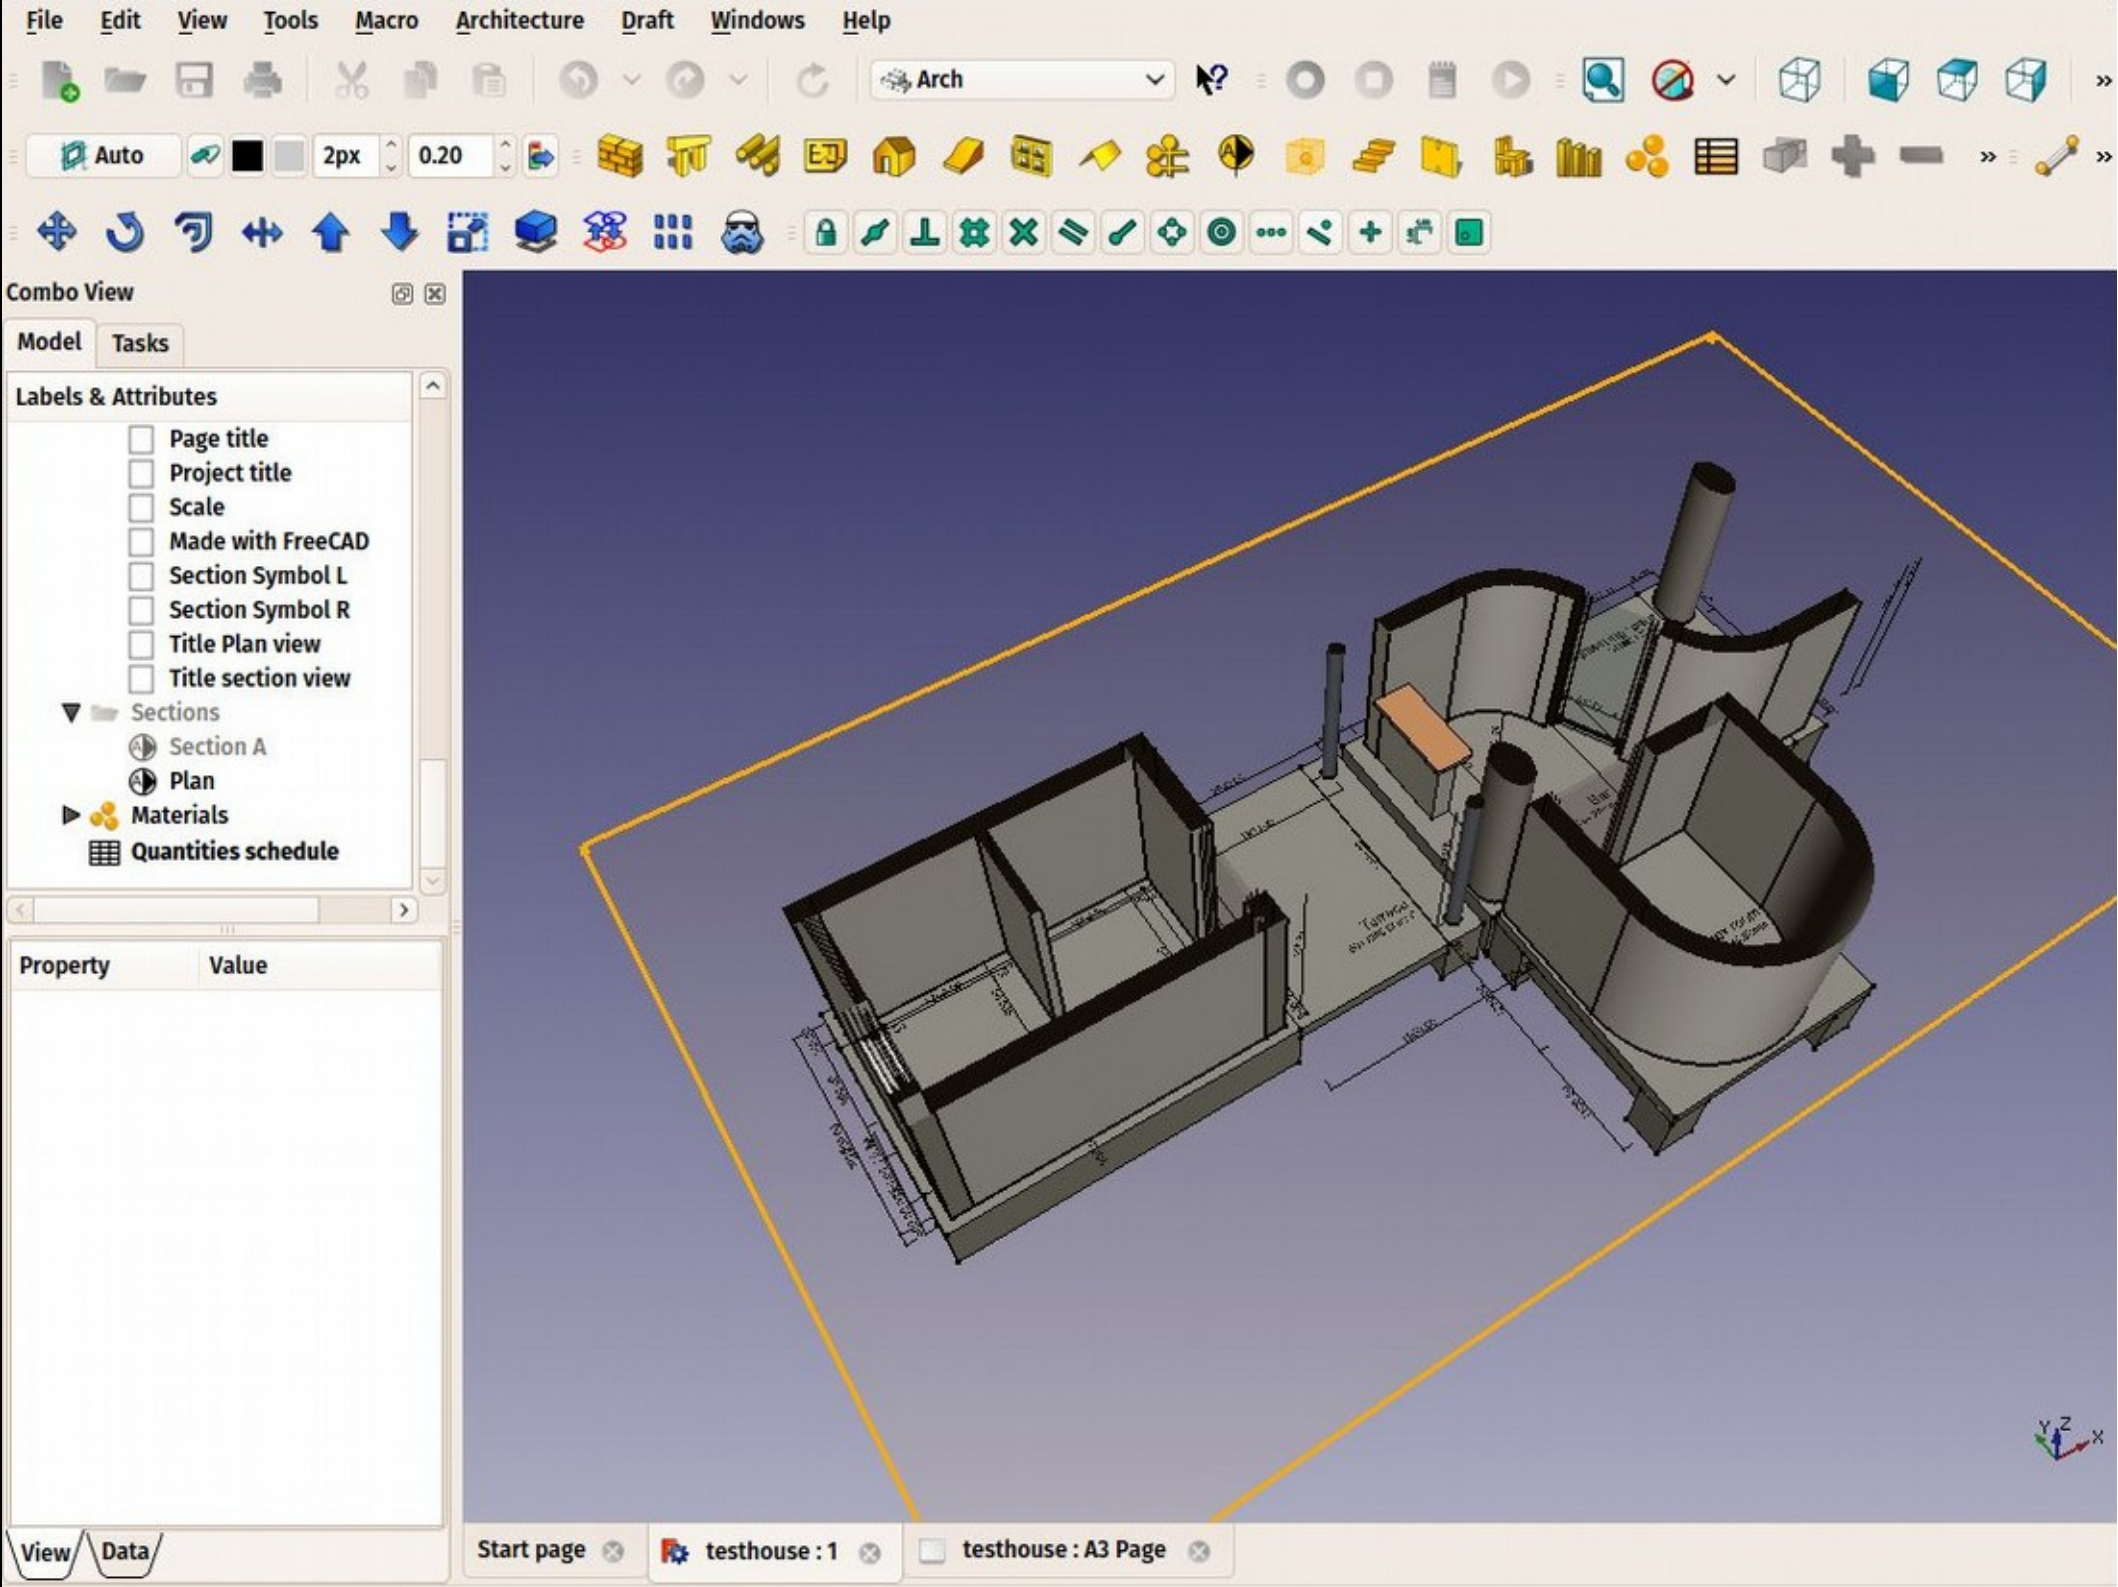 File Edit View Tools Macro Architecture Draft Windows Help
Arch
Auto 2px 0.20
Combo View
Model Tasks
Labels & Attributes
Page title
Project title
Scale
Made with FreeCAD
Section Symbol L
Section Symbol R
Title Plan view
Title section view
Sections
Section A
Plan
Materials
Quantities schedule
Property Value
Terrace
Y Z X
View Data
Start page testhouse : 1 testhouse : A3 Page